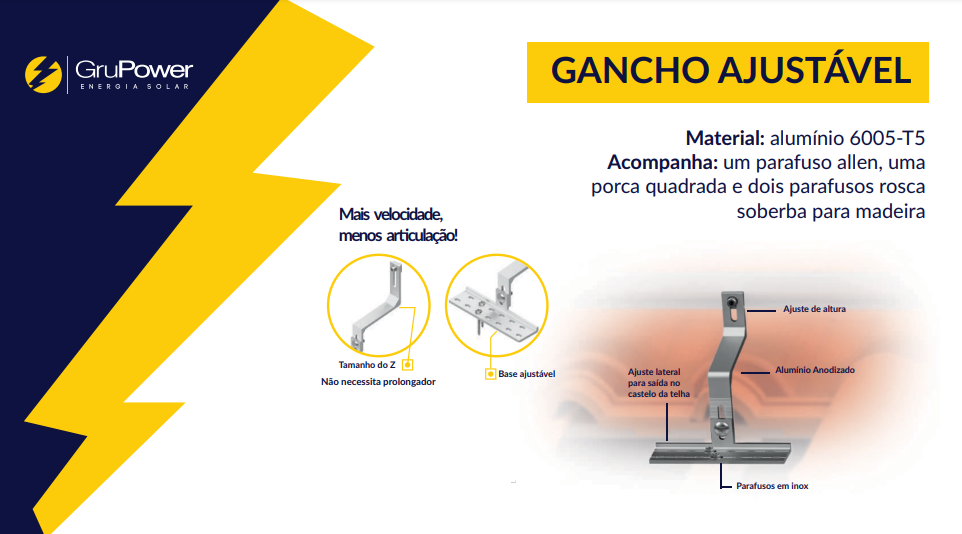 GruPower
ENERGIA SOLAR
GANCHO AJUSTÁVEL
Material: alumínio 6005-T5
Acompanha: um parafuso allen, uma
porca quadrada e dois parafusos rosca
soberba para madeira
Mais velocidade,
menos articulação!
Tamanho do Z
Não necessita prolongador
Base ajustável
Ajuste de altura
Alumínio Anodizado
Ajuste lateral
para saída no
castelo da telha
Parafusos em inox